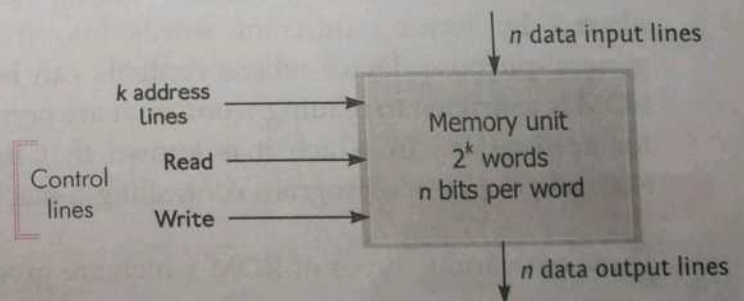 n data input lines
k address
lines
Read
Control
lines
Write
Memory unit
2^k words
n bits per word
n data output lines